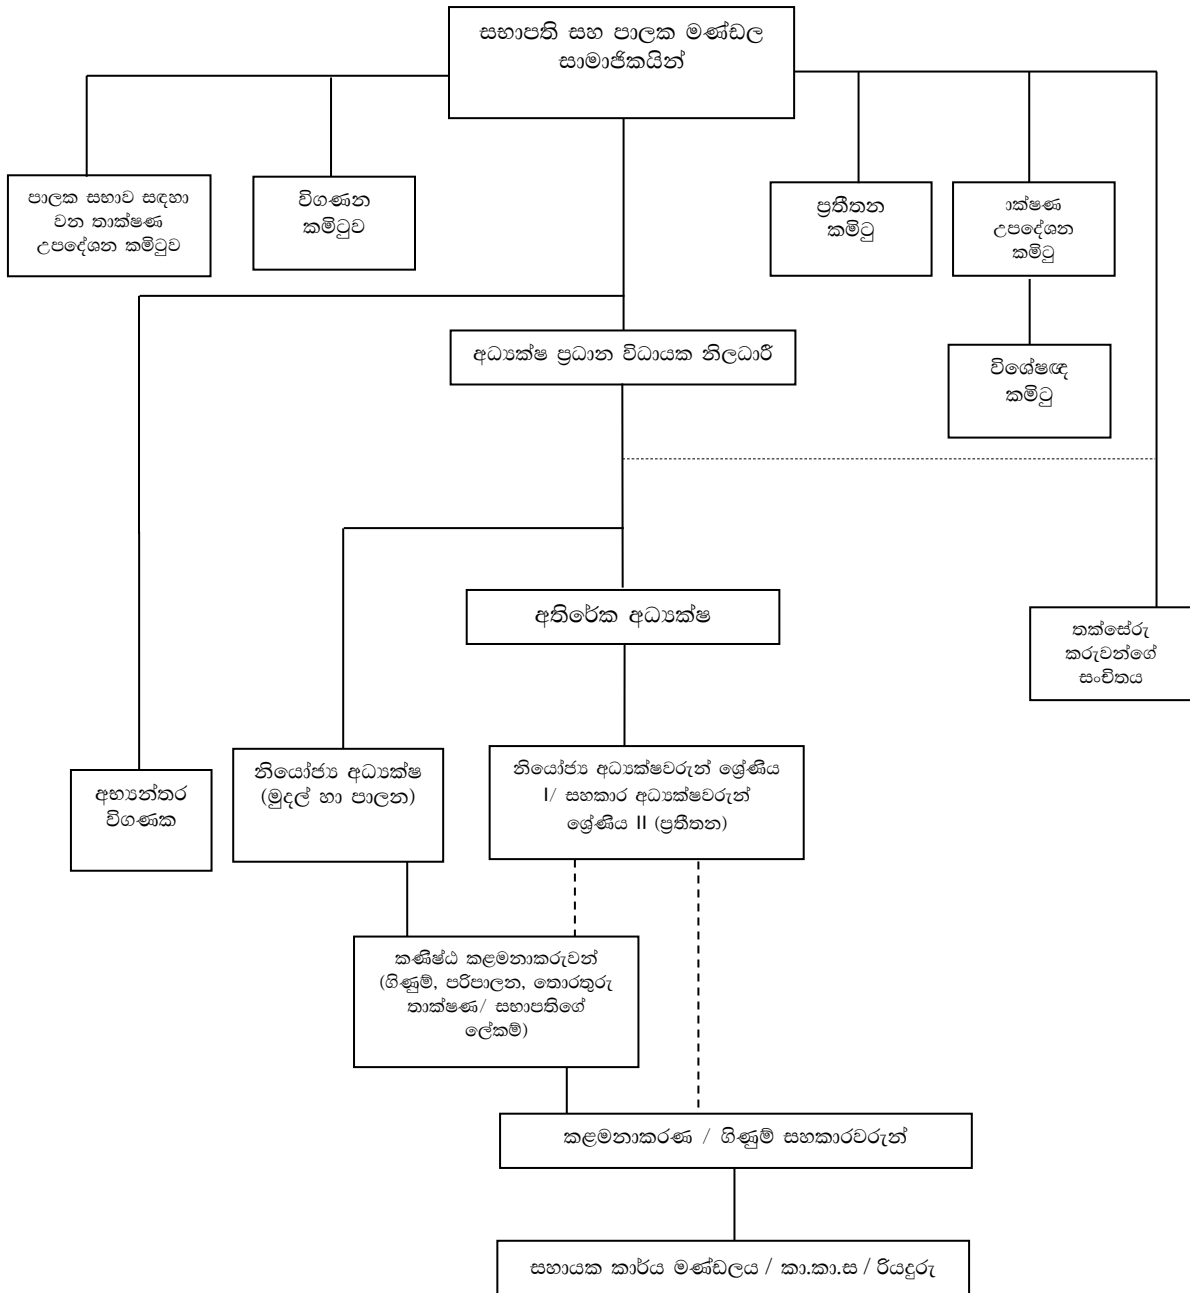 සභාපති සහ පාලක මණ්ඩල
සාමාජිකයින්
පාලක සභාව සඳහා
වන තාක්ෂණ
උපදේශන කමිටුව
විගණන
කමිටුව
ප්‍රතීතන
කමිටු
ාක්ෂණ
උපදේශන
කමිටු
අධ්‍යක්ෂ ප්‍රධාන විධායක නිලධාරී
විශේෂඥ
කමිටු
අතිරේක අධ්‍යක්ෂ
තක්සේරු
කරුවන්ගේ
සංචිතය
අභ්‍යන්තර
විගණක
නියෝජ්‍ය අධ්‍යක්ෂ
(මුදල් හා පාලන)
නියෝජ්‍ය අධ්‍යක්ෂවරුන් ශ්‍රේණිය
I/ සහකාර අධ්‍යක්ෂවරුන්
ශ්‍රේණිය II (ප්‍රතීතන)
කණිෂ්ඨ කළමනාකරුවන්
(ගිණුම්, පරිපාලන, තොරතුරු
තාක්ෂණ/ සභාපතිගේ
ලේකම්)
කළමනාකරණ / ගිණුම් සහකාරවරුන්
සහායක කාර්ය මණ්ඩලය / කා.කා.ස / රියදුරු